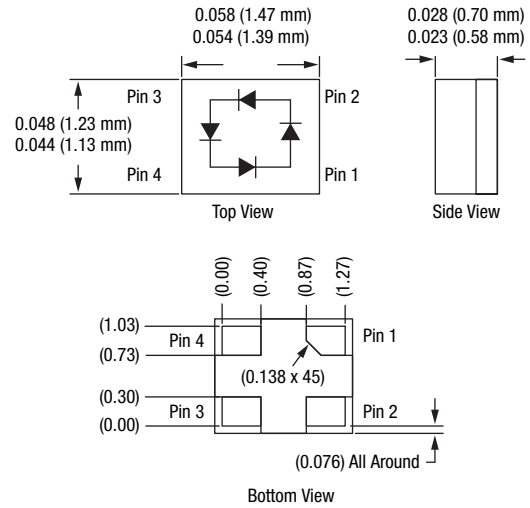 0.058 (1.47 mm)
0.054 (1.39 mm)
0.028 (0.70 mm)
0.023 (0.58 mm)
0.048 (1.23 mm)
0.044 (1.13 mm)
Pin 3
Pin 2
Pin 4
Pin 1
Top View
Side View
(0.00)
(0.40)
(0.87)
(1.27)
(1.03)
(0.73)
(0.30)
(0.00)
Pin 4
Pin 1
(0.138 x 45)
Pin 3
Pin 2
(0.076) All Around
Bottom View